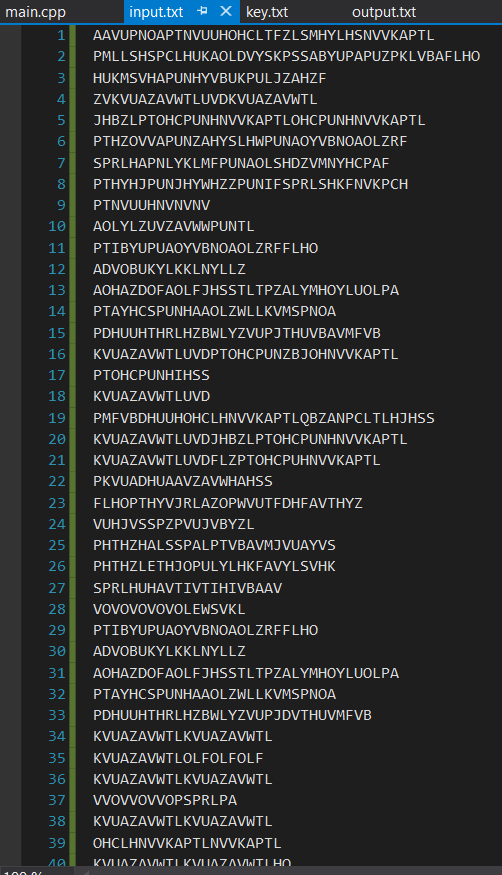 main.cpp input.txt key.txt output.txt
1 AAVUPNOAPTNVUUHOHCLTFZLSMHYLHSNVVKAPTL
2 PMLLSHSPCLHUKAOLDVYSKPSSABYUPAPUZPKLVBAFLHO
3 HUKMSVHAPUNHYVBUKPULJZAHZF
4 ZVKVUAZAVWTLUVDKVUAZAVWTL
5 JHBZLPTOHCPUNHNVVKAPTLOHCPUNHNVVKAPTL
6 PTHZOVVAPUNZAHYSLHWPUNAOYVBNOAOLZRF
7 SPRLHAPNLYKLMFPUNAOLSHDZVMNYHCPAF
8 PTHYHJPUNJHYWHZZPUNIFSPRLSHKFNVKPCH
9 PTNVUUHNVNVNV
10 AOLYLZUVZAVWWPUNTL
11 PTIBYUPUAOYVBNOAOLZRFFLHO
12 ADVOBUKYLKKLNYLLZ
13 AOHAZDOFAOLFJHSSTLTPZALYMHOYLUOLPA
14 PTAYHCSPUNHAAOLZWLLKVMSPNOA
15 PDHUUHTHRLHZBWLYZVUPJTHUVBAVMFVB
16 KVUAZAVWTLUVDPTOHCPUNZBJOHNVVKAPTL
17 PTOHCPUNHIHSS
18 KVUAZAVWTLUVD
19 PMFVBDHUUHOHCLHNVVKAPTLQBZANPCLTLHJHSS
20 KVUAZAVWTLUVDJHBZLPTOHCPUNHNVVKAPTL
21 KVUAZAVWTLUVDFLZPTOHCPUHNVVKAPTL
22 PKVUADHUAAVZAVWHAHSS
23 FLHOPTHYVJRLAZOPWVUTFDHFAVTHYZ
24 VUHJVSSPZPVUJVBYZL
25 PHTHZHALSSPALPTVBAVMJVUAYVS
26 PHTHZLETHJOPULYLHKFAVYLSVHK
27 SPRLHUHAVTIVTIHIVBAAV
28 VOVOVOVOVOLEWSVKL
29 PTIBYUPUAOYVBNOAOLZRFFLHO
30 ADVOBUKYLKKLNYLLZ
31 AOHAZDOFAOLFJHSSTLTPZALYMHOYLUOLPA
32 PTAYHCSPUNHAAOLZWLLKVMSPNOA
33 PDHUUHTHRLHZBWLYZVUPJDVTHUVMFVB
34 KVUAZAVWTLKVUAZAVWTL
35 KVUAZAVWTLOLFOLFOLF
36 KVUAZAVWTLKVUAZAVWTL
37 VVOVVOVVOPSPRLPA
38 KVUAZAVWTLKVUAZAVWTL
39 OHCLHNVVKAPTLNVVKAPTL
40 KVUAZAVWTLKVUAZAVWTLHO
100 %